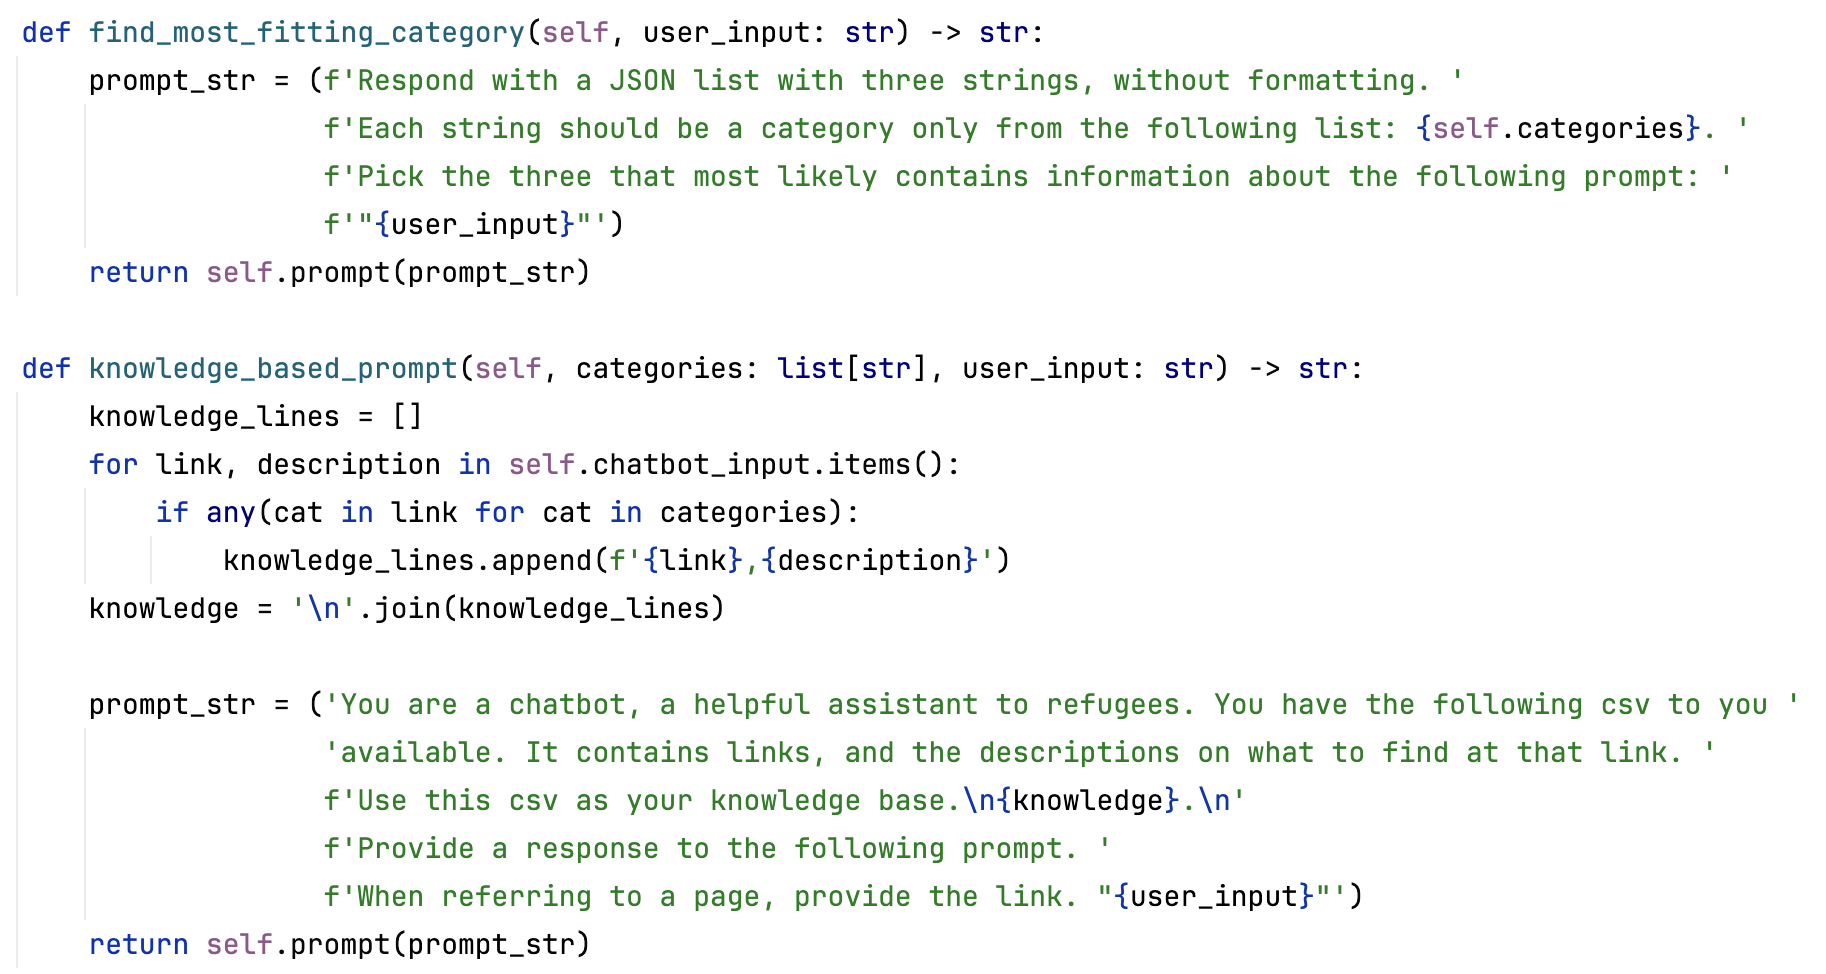 def find_most_fitting_category(self, user_input: str) -> str:
    prompt_str = (f'Respond with a JSON list with three strings, without formatting. '
                  f'Each string should be a category only from the following list: {self.categories}. '
                  f'Pick the three that most likely contains information about the following prompt: '
                  f'"{user_input}"')
    return self.prompt(prompt_str)

def knowledge_based_prompt(self, categories: list[str], user_input: str) -> str:
    knowledge_lines = []
    for link, description in self.chatbot_input.items():
        if any(cat in link for cat in categories):
            knowledge_lines.append(f'{link},{description}')
    knowledge = '\n'.join(knowledge_lines)

    prompt_str = ('You are a chatbot, a helpful assistant to refugees. You have the following csv to you '
                  'available. It contains links, and the descriptions on what to find at that link. '
                  f'Use this csv as your knowledge base.\n{knowledge}.\n'
                  f'Provide a response to the following prompt. '
                  f'When referring to a page, provide the link. "{user_input}"')
    return self.prompt(prompt_str)